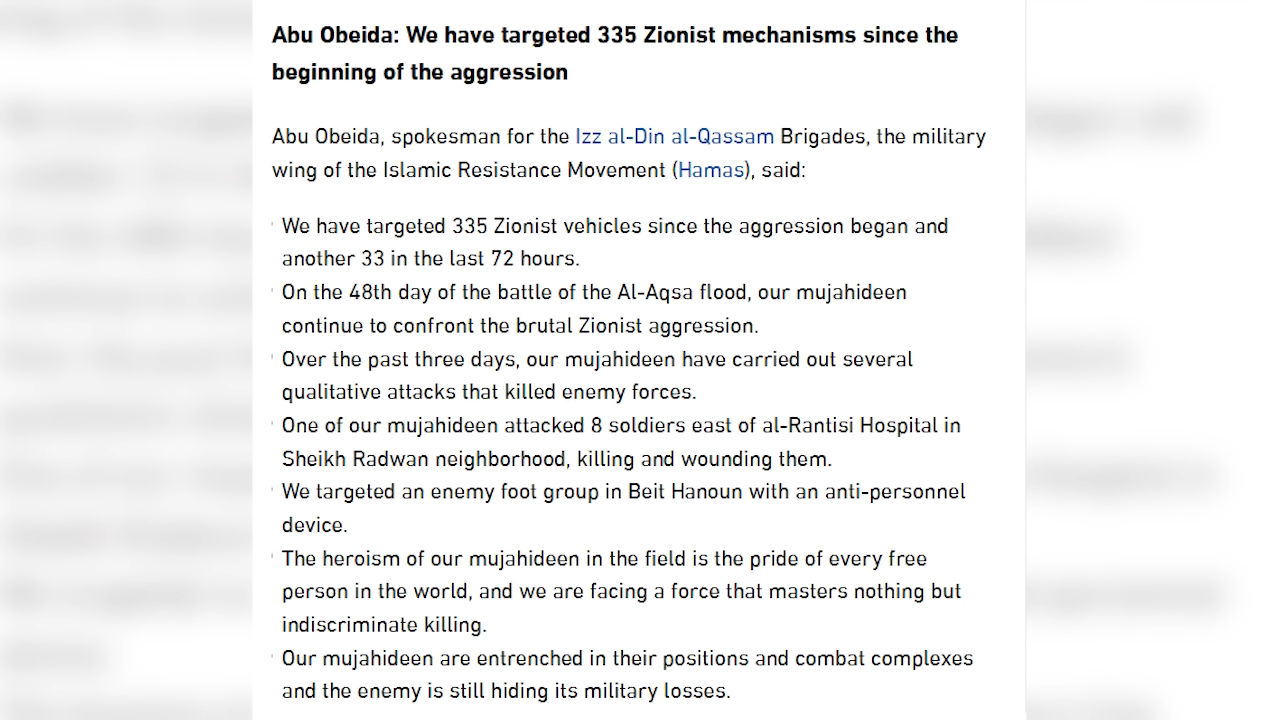 Abu Obeida: We have targeted 335 Zionist mechanisms since the
beginning of the aggression
Abu Obeida, spokesman for the Izz al-Din al-Qassam Brigades, the military
wing of the Islamic Resistance Movement (Hamas), said:
We have targeted 335 Zionist vehicles since the aggression began and
another 33 in the last 72 hours.
On the 48th day of the battle of the Al-Aqsa flood, our mujahideen
continue to confront the brutal Zionist aggression.
Over the past three days, our mujahideen have carried out several
qualitative attacks that killed enemy forces.
One of our mujahideen attacked 8 soldiers east of al-Rantisi Hospital in
Sheikh Radwan neighborhood, killing and wounding them.
We targeted an enemy foot group in Beit Hanoun with an anti-personnel
device.
The heroism of our mujahideen in the field is the pride of every free
person in the world, and we are facing a force that masters nothing but
indiscriminate killing.
Our mujahideen are entrenched in their positions and combat complexes
and the enemy is still hiding its military losses.